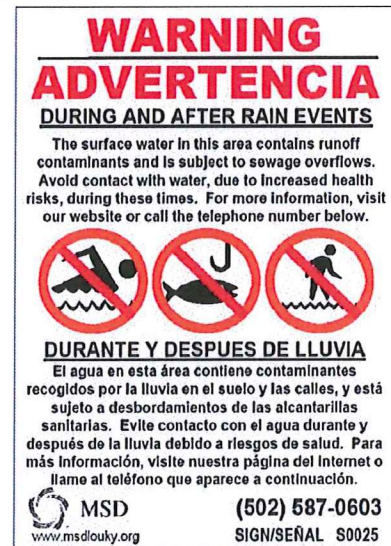 WARNING
ADVERTENCIA
DURING AND AFTER RAIN EVENTS
The surface water in this area contains runoff
contaminants and is subject to sewage overflows.
Avoid contact with water, due to increased health
risks, during these times. For more information, visit
our website or call the telephone number below.
DURANTE Y DESPUES DE LLUVIA
El agua en esta área contiene contaminantes
recogidos por la lluvia en el suelo y las calles, y está
sujeto a desbordamientos de las alcantarillas
sanitarias. Evite contacto con el agua durante y
después de la lluvia debido a riesgos de salud. Para
más información, visite nuestra página del Internet o
llame al teléfono que aparece a continuación.
MSD
(502) 587-0603
www.msdlouky.org
SIGN/SEÑAL S0025